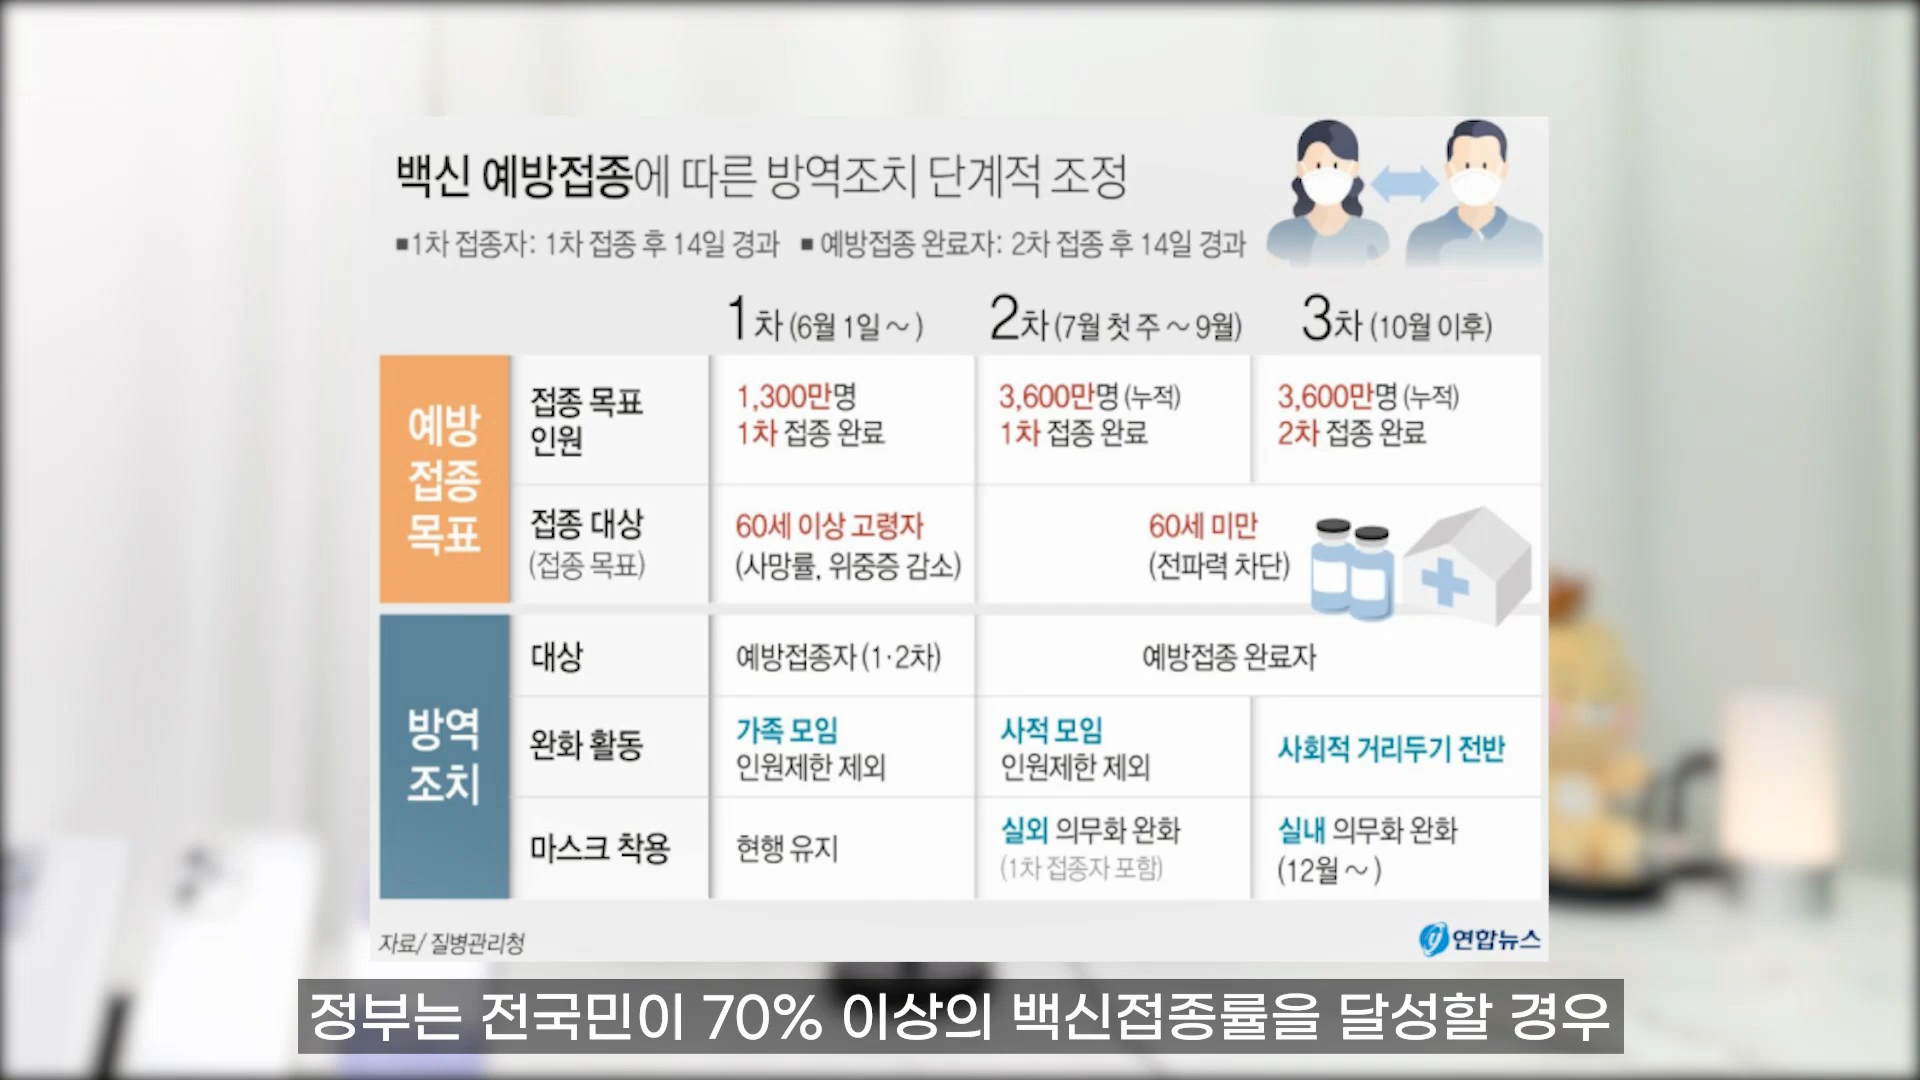 백신 예방접종에 따른 방역조치 단계적 조정
■1차 접종자: 1차 접종 후 14일 경과 ■ 예방접종 완료자: 2차 접종 후 14일 경과
1차 (6월 1일~) 2차 (7월 첫 주 ~ 9월) 3차 (10월 이후)
예방
접종
목표
접종 목표
인원
1,300만명
1차 접종 완료
3,600만명 (누적)
1차 접종 완료
3,600만명 (누적)
2차 접종 완료
접종 대상
(접종 목표)
60세 이상 고령자
(사망률, 위중증 감소)
60세 미만
(전파력 차단)
방역
조치
대상
예방접종자 (1·2차)
예방접종 완료자
완화 활동
가족 모임
인원제한 제외
사적 모임
인원제한 제외
사회적 거리두기 전반
마스크 착용
현행 유지
실외 의무화 완화
(1차 접종자 포함)
실내 의무화 완화
(12월~)
자료/ 질병관리청
연합뉴스
정부는 전국민이 70% 이상의 백신접종률을 달성할 경우